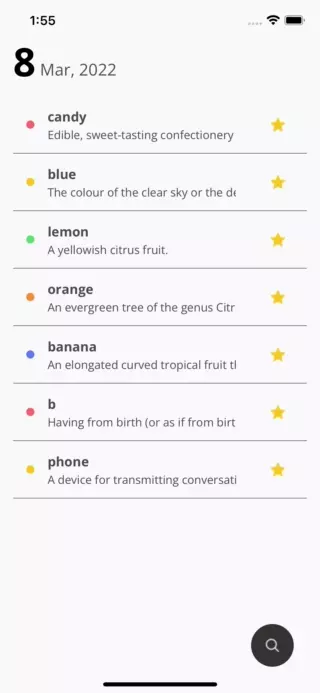 1:55
8 Mar, 2022
candy
Edible, sweet-tasting confectionery
blue
The colour of the clear sky or the de
lemon
A yellowish citrus fruit.
orange
An evergreen tree of the genus Citr
banana
An elongated curved tropical fruit tl
b
Having from birth (or as if from birt
phone
A device for transmitting conversati